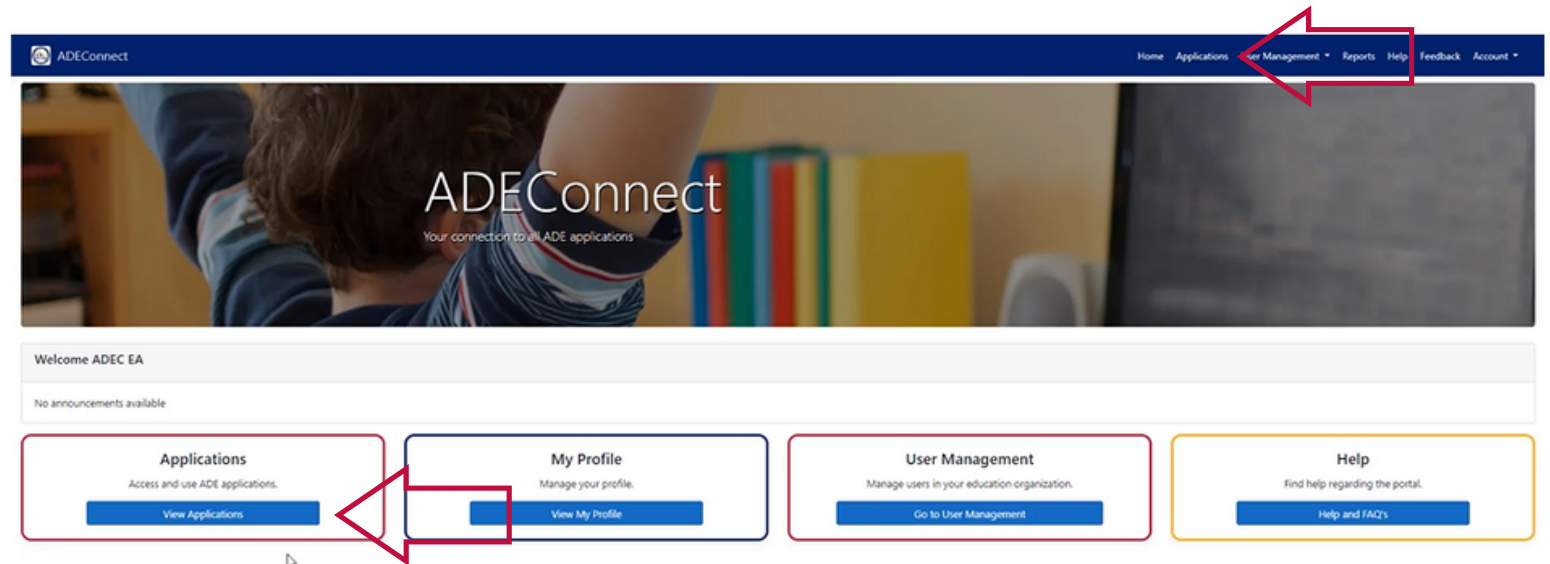 ADEConnect
Home Applications User Management Reports Help Feedback Account
ADEConnect
Your connection to all ADE applications
Welcome ADEC EA
No announcements available
Applications
Access and use ADE applications.
View Applications
My Profile
Manage your profile.
View My Profile
User Management
Manage users in your education organization.
Go to User Management
Help
Find help regarding the portal.
Help and FAQ's